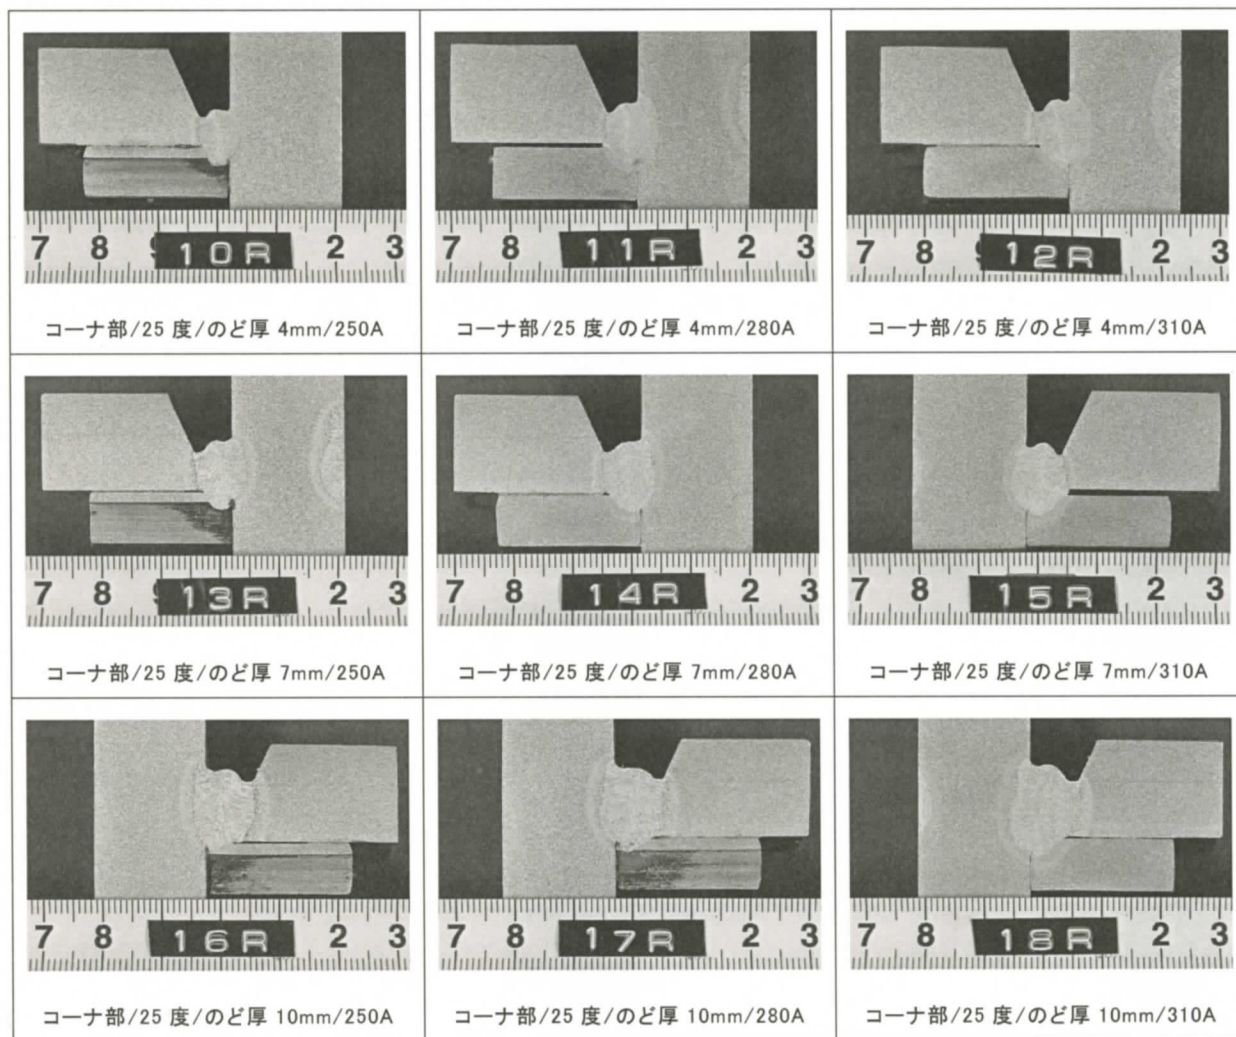 7 8 9 10R 2 3
7 8 11R 2 3
7 8 9 12R 2 3
コーナ部/25 度/のど厚 4mm/250A
コーナ部/25 度/のど厚 4mm/280A
コーナ部/25 度/のど厚 4mm/310A
7 8 9 13R 2 3
7 8 14R 2 3
7 8 15R 2 3
コーナ部/25 度/のど厚 7mm/250A
コーナ部/25 度/のど厚 7mm/280A
コーナ部/25 度/のど厚 7mm/310A
7 8 16R 2 3
7 8 17R 2 3
7 8 18R 2 3
コーナ部/25 度/のど厚 10mm/250A
コーナ部/25 度/のど厚 10mm/280A
コーナ部/25 度/のど厚 10mm/310A